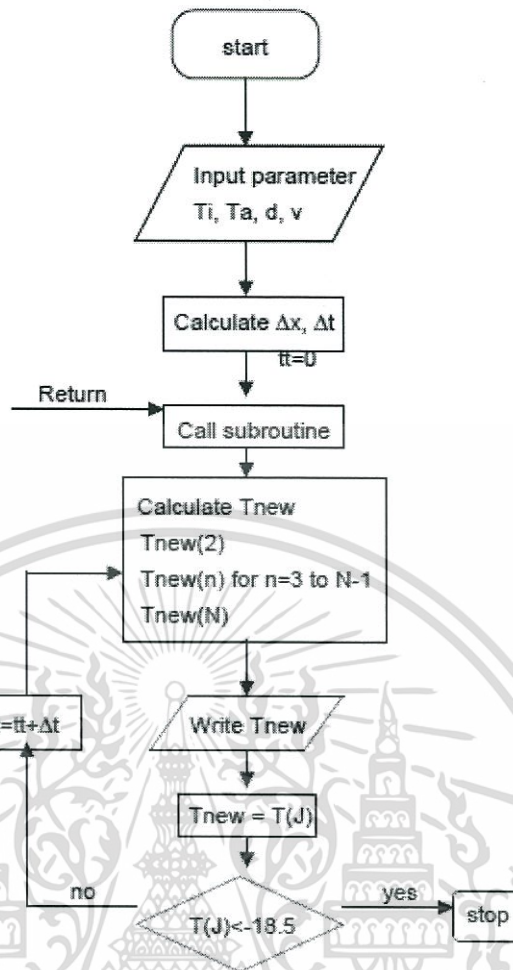 start
Input parameter
Ti, Ta, d, v
Calculate Δx, Δt
tt=0
Return
Call subroutine
Calculate Tnew
Tnew(2)
Tnew(n) for n=3 to N-1
Tnew(N)
=tt+Δt
Write Tnew
Tnew = T(J)
no
T(J)<-18.5
yes
stop